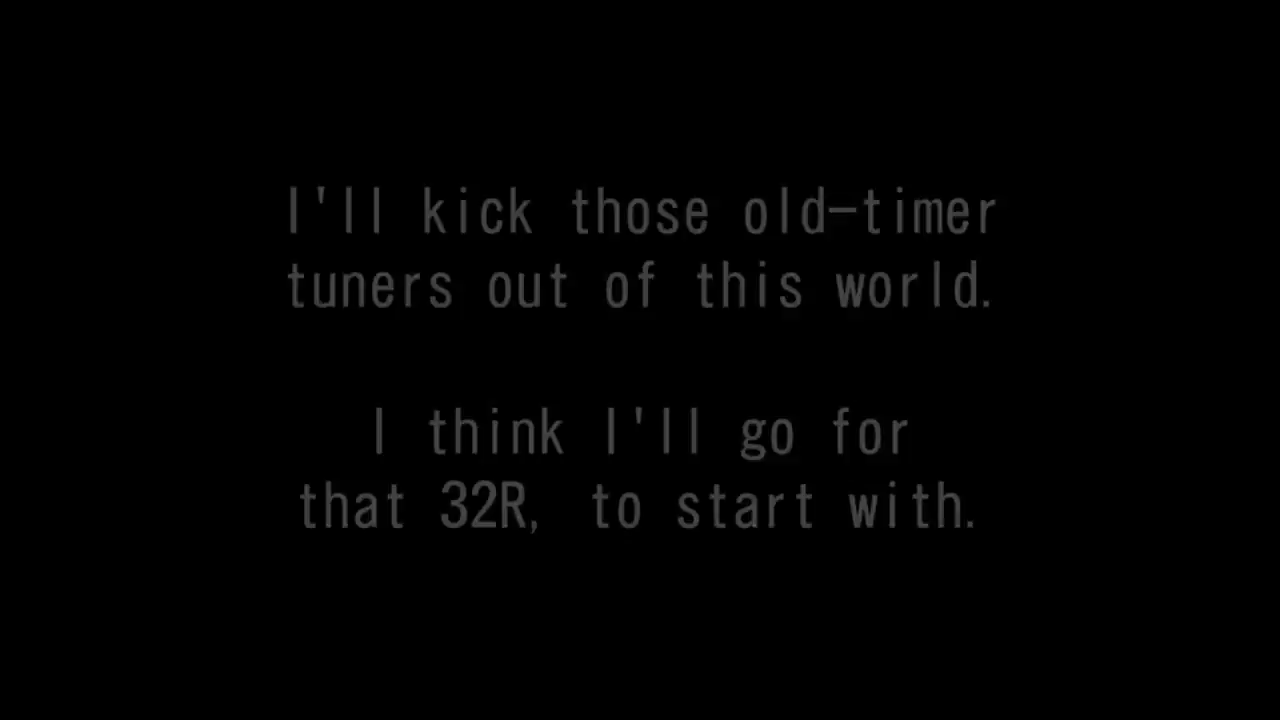 I'll kick those old-timer
tuners out of this world.
I think I'll go for
that 32R, to start with.